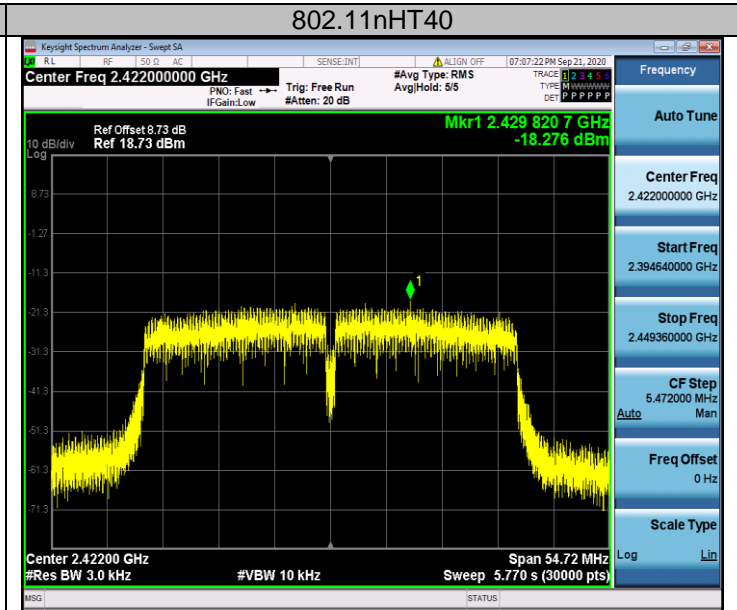 802.11nHT40
Keysight Spectrum Analyzer - Swept SA
RL RF 50 Ω AC SENSE:INT ALIGN OFF 07:07:22 PM Sep 21, 2020
Center Freq 2.422000000 GHz
PNO: Fast
IFGain:Low
Trig: Free Run
#Atten: 20 dB
#Avg Type: RMS
Avg|Hold: 5/5
TRACE 1 2 3 4 5 6
TYPE M WWWWW
DET P P P P P P
Frequency
Auto Tune
Center Freq
2.422000000 GHz
Start Freq
2.394640000 GHz
Stop Freq
2.449360000 GHz
CF Step
5.472000 MHz
Auto Man
Freq Offset
0 Hz
Scale Type
Log Lin
Mkr1 2.429 820 7 GHz
-18.276 dBm
Ref Offset 8.73 dB
10 dB/div Ref 18.73 dBm
Log
8.73
-1.27
-11.3
-21.3
-31.3
-41.3
-51.3
-61.3
-71.3
1
Center 2.42200 GHz Span 54.72 MHz
#Res BW 3.0 kHz #VBW 10 kHz Sweep 5.770 s (30000 pts)
MSG STATUS